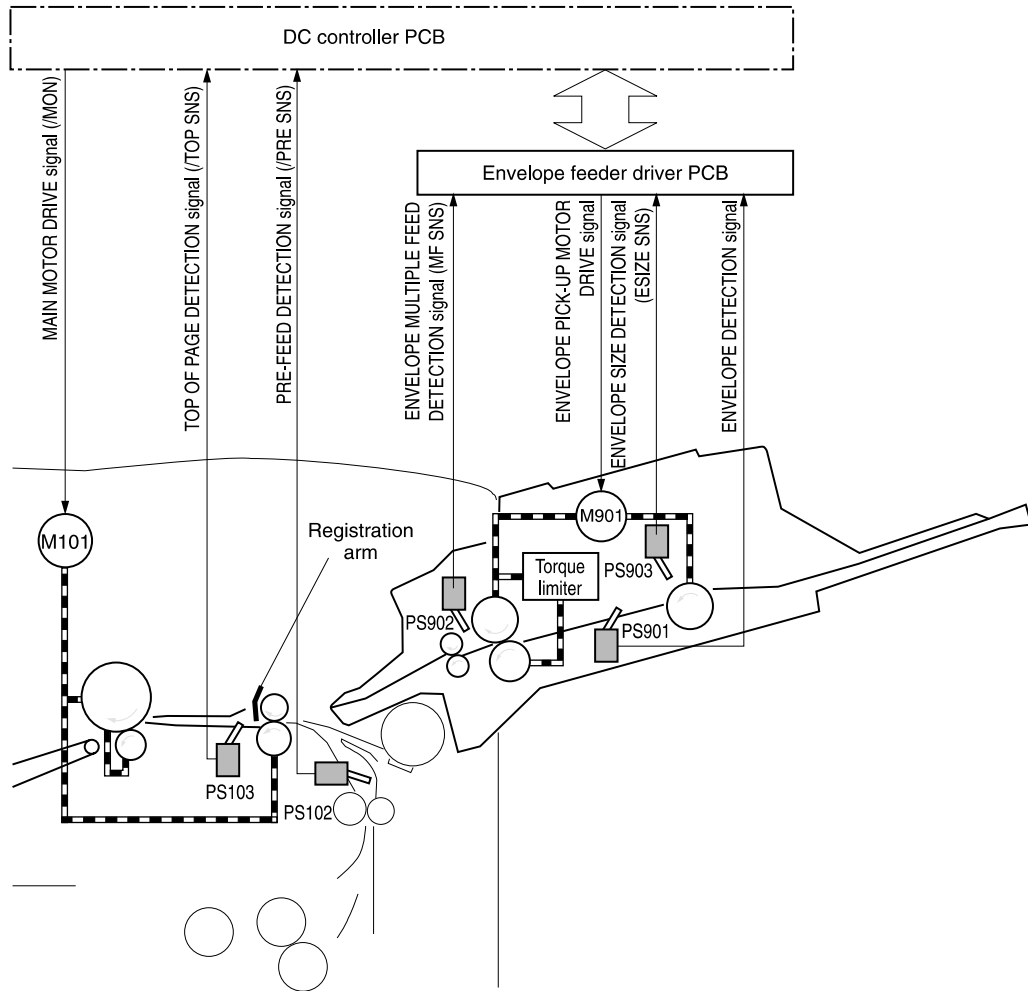 DC controller PCB
MAIN MOTOR DRIVE signal (/MON)
TOP OF PAGE DETECTION signal (/TOP SNS)
PRE-FEED DETECTION signal (/PRE SNS)
Envelope feeder driver PCB
ENVELOPE MULTIPLE FEED
DETECTION signal (MF SNS)
ENVELOPE PICK-UP MOTOR
DRIVE signal
ENVELOPE SIZE DETECTION signal
(ESIZE SNS)
ENVELOPE DETECTION signal
M101
Registration
arm
M901
Torque
limiter
PS903
PS902
PS901
PS103
PS102